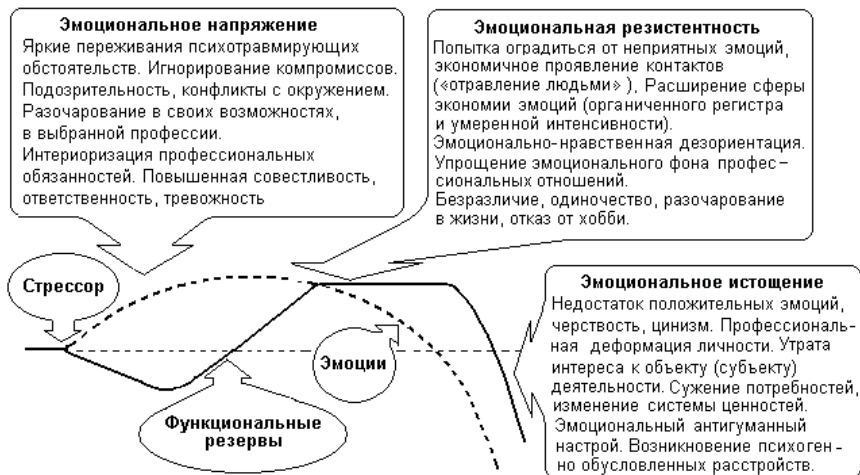 Эмоциональное напряжение
Яркие переживания психотравмирующих
обстоятельств. Игнорирование компромиссов.
Подозрительность, конфликты с окружением.
Разочарование в своих возможностях,
в выбранной профессии.
Интериоризация профессиональных
обязанностей. Повышенная совестливость,
ответственность, тревожность
Эмоциональная резистентность
Попытка оградиться от неприятных эмоций,
экономичное проявление контактов
(«отравление людьми» ), Расширение сферы
экономии эмоций (органиченного регистра
и умеренной интенсивности).
Эмоционально-нравственная дезориентация.
Упрощение эмоционального фона профес-
сиональных отношений.
Безразличие, одиночество, разочарование
в жизни, отказ от хобби.
Стрессор
Эмоции
Функциональные
резервы
Эмоциональное истощение
Недостаток положительных эмоций,
черствость, цинизм. Профессиональ-
ная деформация личности. Утрата
интереса к объекту (субъекту)
деятельности. Сужение потребностей,
изменение системы ценностей.
Эмоциональный антигуманный
настрой. Возникновение психоген-
но обусловленных расстройств.